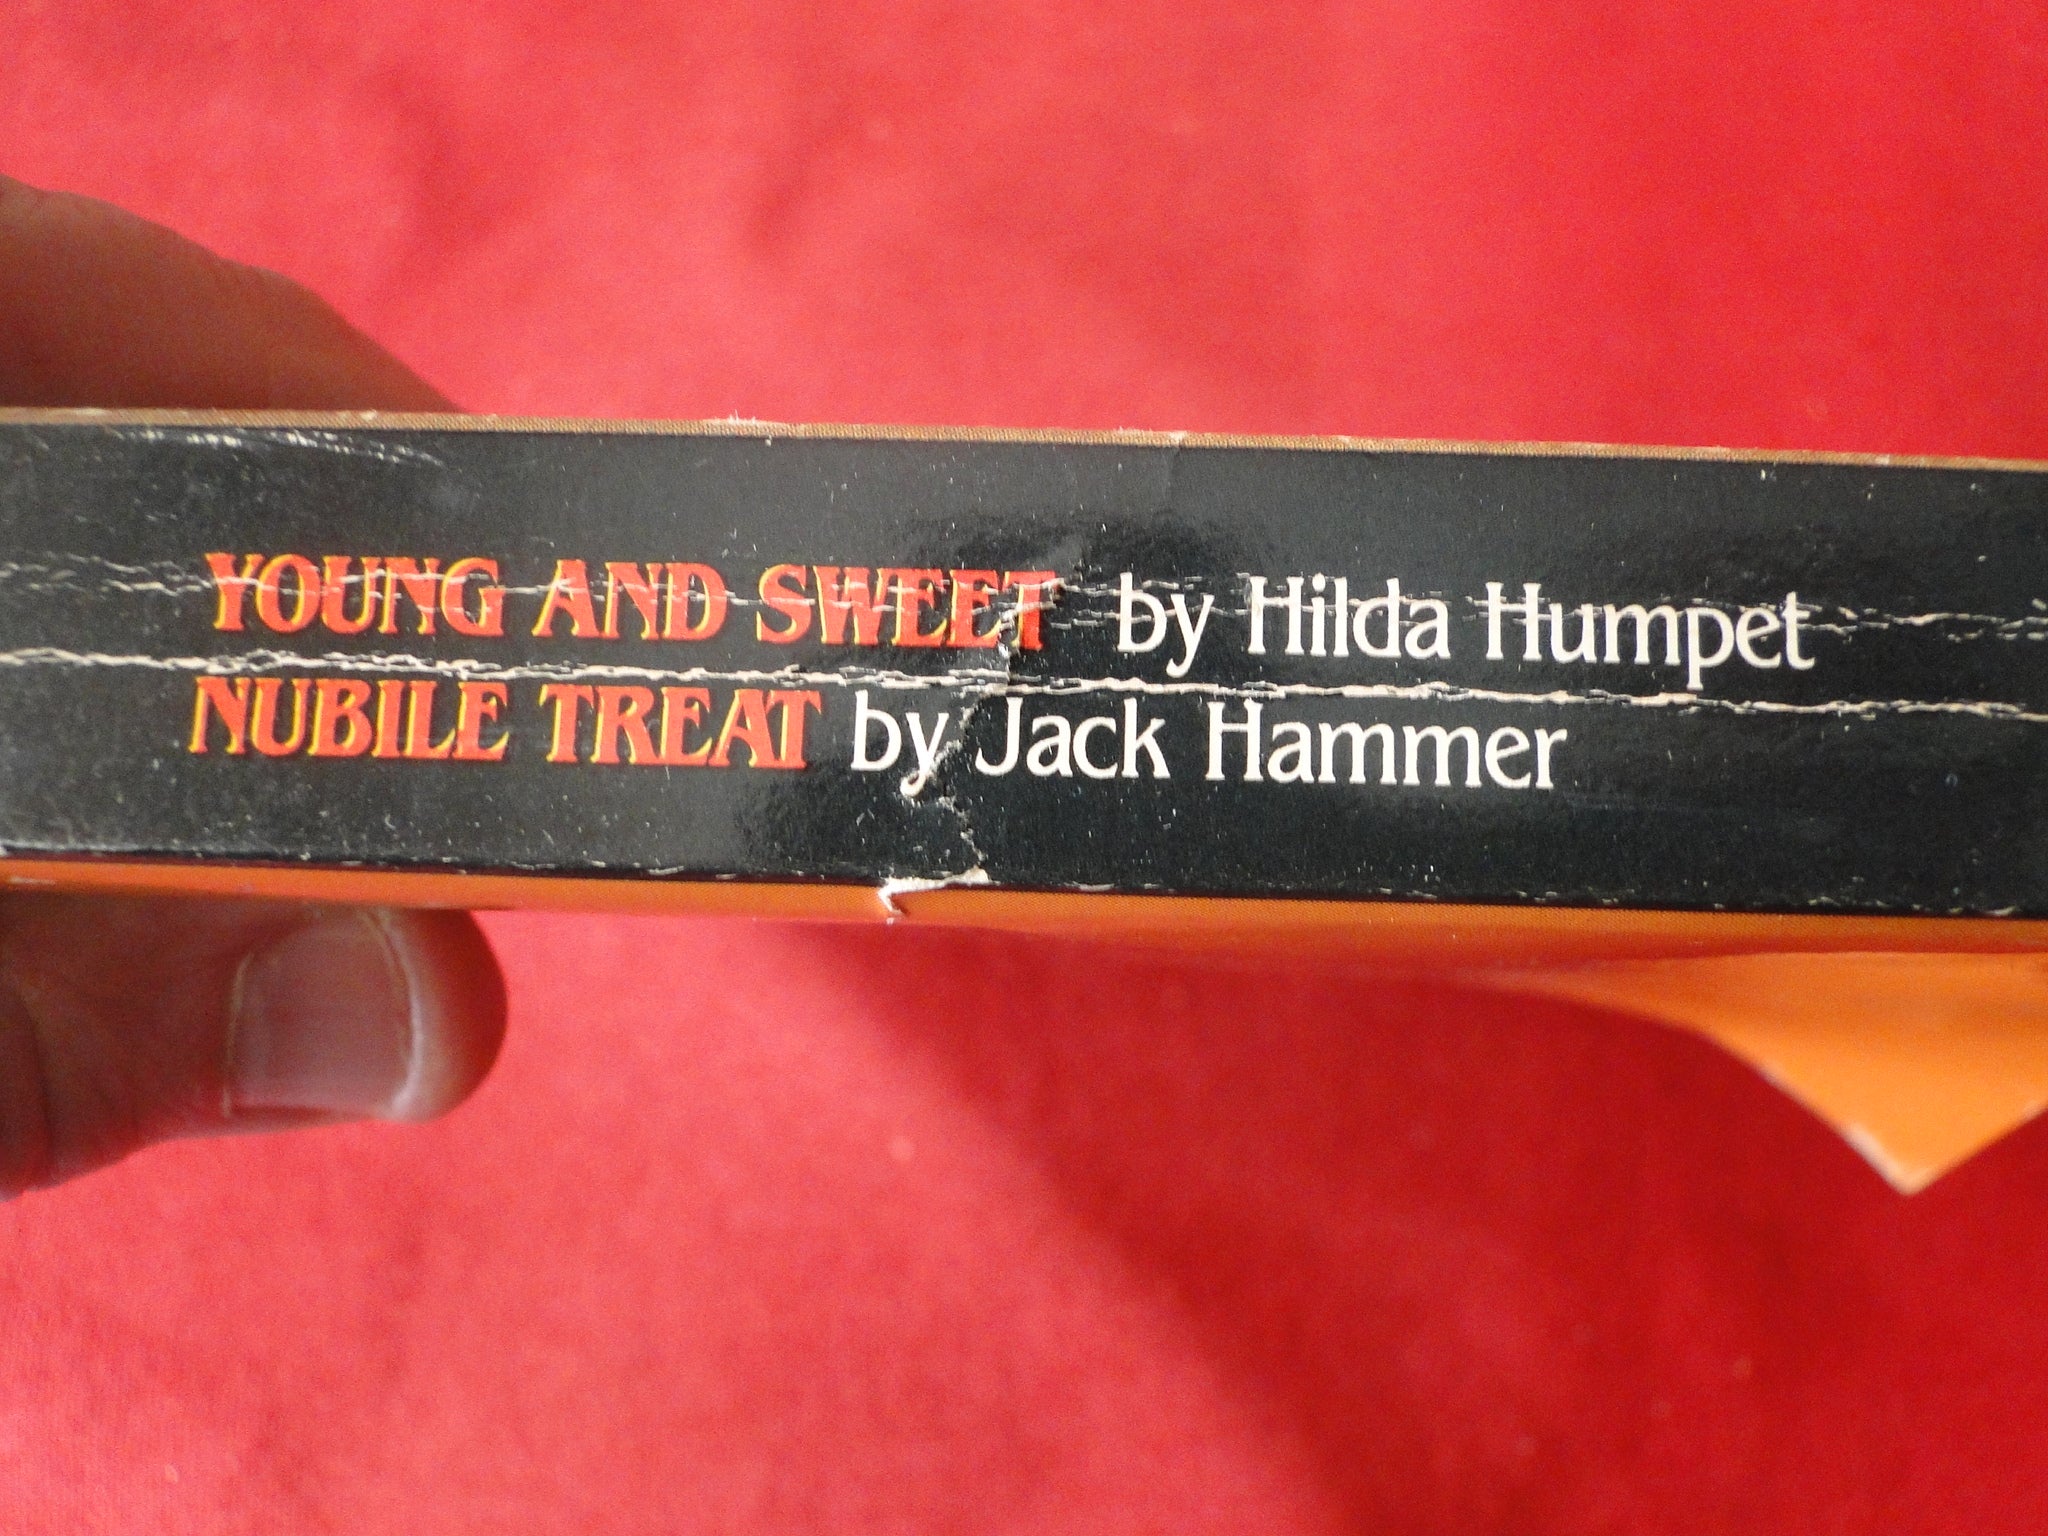 YOUNG AND SWEET by Hilda Humpet
NUBILE TREAT by Jack Hammer